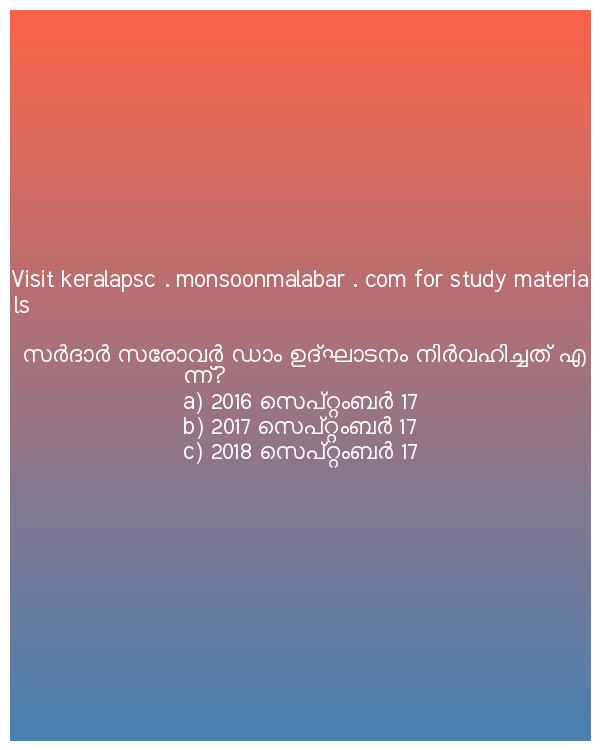 Visit keralapsc . monsoonmalabar . com for study materia
ls
സർദാർ സരോവർ ഡാം ഉദ്ഘാടനം നിർവഹിച്ചത് എ
ന്ന്?
a) 2016 സെപ്റ്റംബർ 17
b) 2017 സെപ്റ്റംബർ 17
c) 2018 സെപ്റ്റംബർ 17